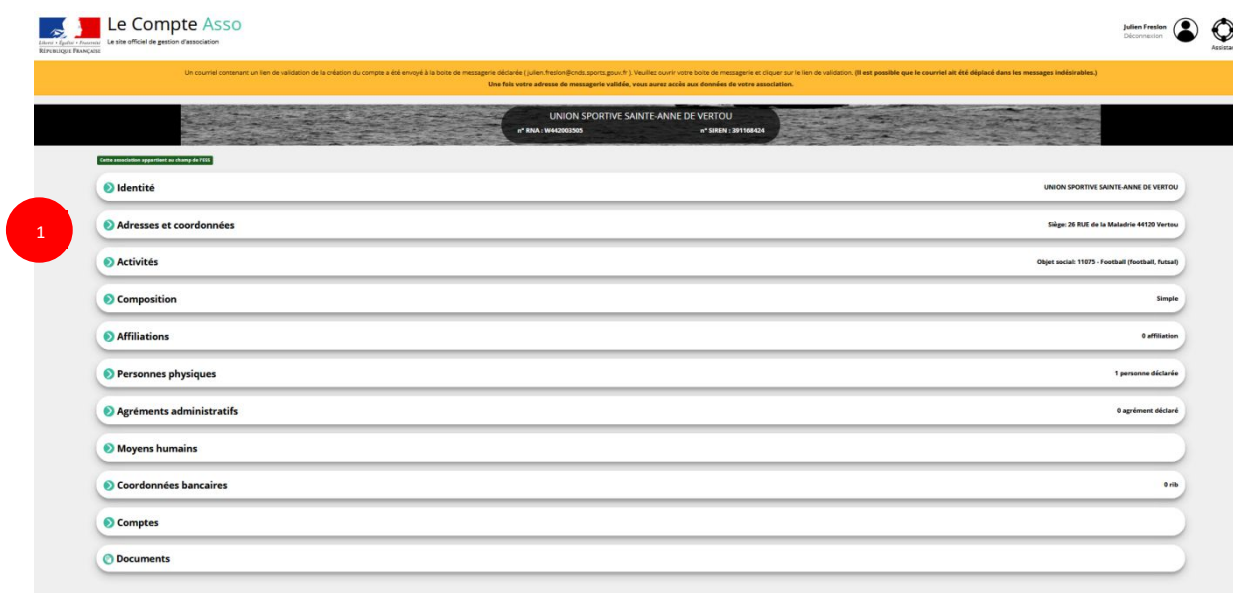 Le Compte Asso
Le site officiel de gestion d'association
Liberté • Égalité • Fraternité
RÉPUBLIQUE FRANÇAISE
Julien Freslon
Déconnexion
Assistan
Un courriel contenant un lien de validation de la création du compte a été envoyé à la boite de messagerie déclarée ( julien.freslon@cnds.sports.gouv.fr ). Veuillez ouvrir votre boite de messagerie et cliquer sur le lien de validation. (Il est possible que le courriel ait été déplacé dans les messages indésirables.)
Une fois votre adresse de messagerie validée, vous aurez accès aux données de votre association.
UNION SPORTIVE SAINTE-ANNE DE VERTOU
n° RNA : W442003505 n° SIREN : 391168424
Cette association appartient au champ de l'ESS
Identité UNION SPORTIVE SAINTE-ANNE DE VERTOU
1
Adresses et coordonnées Siège: 26 RUE de la Maladrie 44120 Vertou
Activités Objet social: 11075 - Football (football, futsal)
Composition Simple
Affiliations 0 affiliation
Personnes physiques 1 personne déclarée
Agréments administratifs 0 agrément déclaré
Moyens humains
Coordonnées bancaires 0 rib
Comptes
Documents